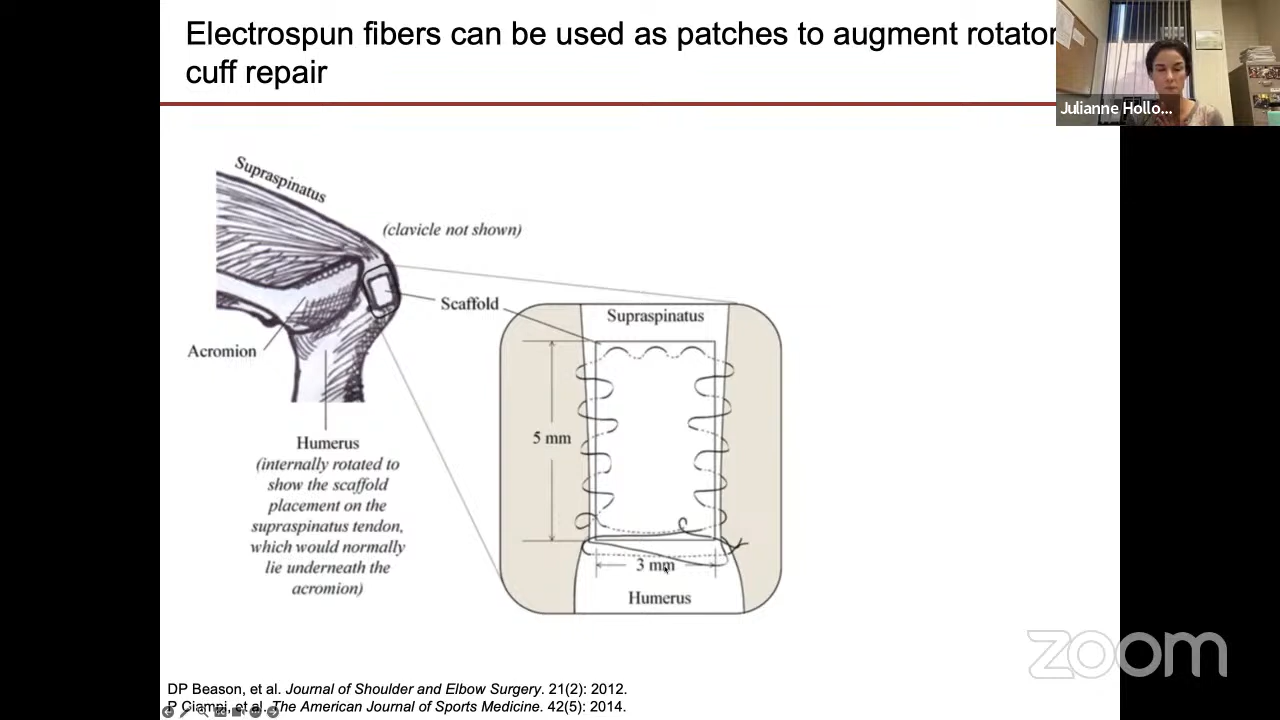 Electrospun fibers can be used as patches to augment rotator
cuff repair
Julianne Hollo...
Supraspinatus
(clavicle not shown)
Scaffold
Acromion
Humerus
(internally rotated to
show the scaffold
placement on the
supraspinatus tendon,
which would normally
lie underneath the
acromion)
Supraspinatus
5 mm
3 mm
Humerus
zoom
DP Beason, et al. Journal of Shoulder and Elbow Surgery. 21(2): 2012.
P Ciampi, et al. The American Journal of Sports Medicine. 42(5): 2014.